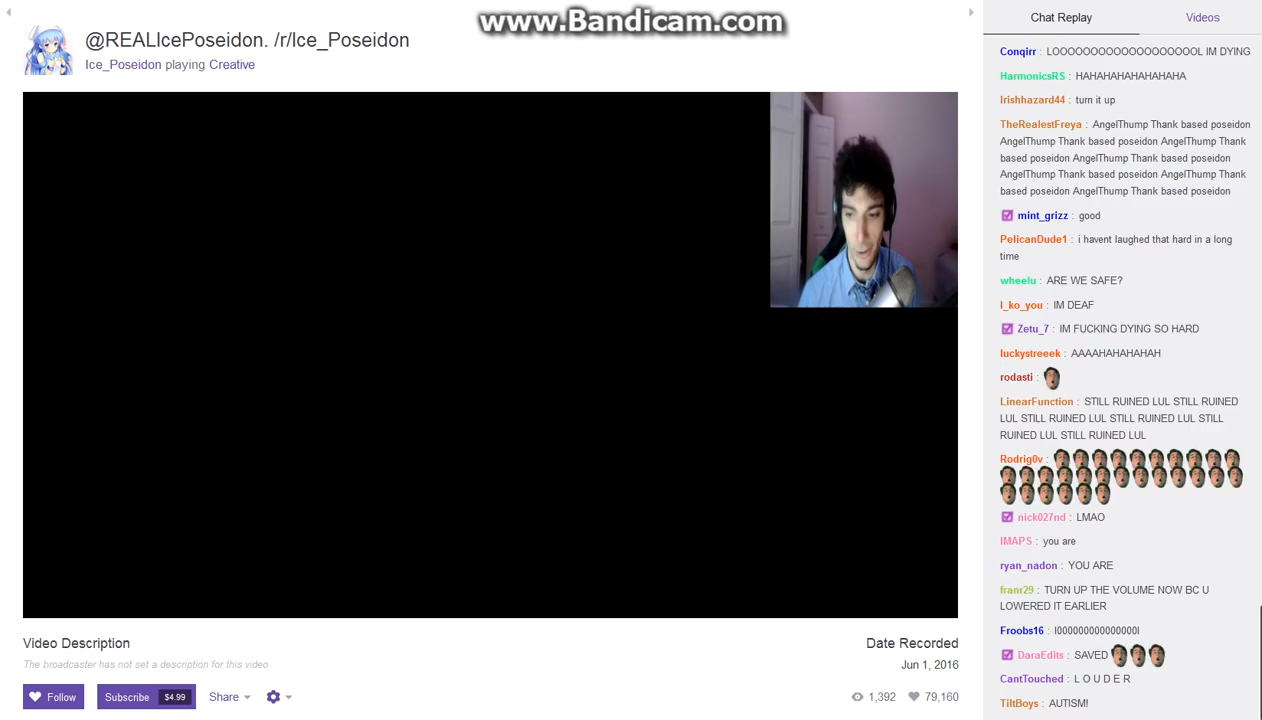 www.Bandicam.com
@REALIcePoseidon. /r/Ice_Poseidon
Ice_Poseidon playing Creative
Video Description
The broadcaster has not set a description for this video
Date Recorded
Jun 1, 2016
Follow
Subscribe $4.99
Share
1,392 79,160
Chat Replay Videos
Conqirr : LOOOOOOOOOOOOOOOOOOOL IM DYING
HarmonicsRS : HAHAHAHAHAHAHAHA
Irishhazard44 : turn it up
TheRealestFreya : AngelThump Thank based poseidon
AngelThump Thank based poseidon AngelThump Thank
based poseidon AngelThump Thank based poseidon
AngelThump Thank based poseidon AngelThump Thank
based poseidon AngelThump Thank based poseidon
mint_grizz : good
PelicanDude1 : i havent laughed that hard in a long
time
wheelu : ARE WE SAFE?
I_ko_you : IM DEAF
Zetu_7 : IM FUCKING DYING SO HARD
luckystreeek : AAAAHAHAHAHAH
rodasti :
LinearFunction : STILL RUINED LUL STILL RUINED
LUL STILL RUINED LUL STILL RUINED LUL STILL
RUINED LUL STILL RUINED LUL
Rodrig0v :
nick027nd : LMAO
IMAPS : you are
ryan_nadon : YOU ARE
franr29 : TURN UP THE VOLUME NOW BC U
LOWERED IT EARLIER
Froobs16 : l00000000000000l
DaraEdits : SAVED
CantTouched : L O U D E R
TiltBoys : AUTISM!